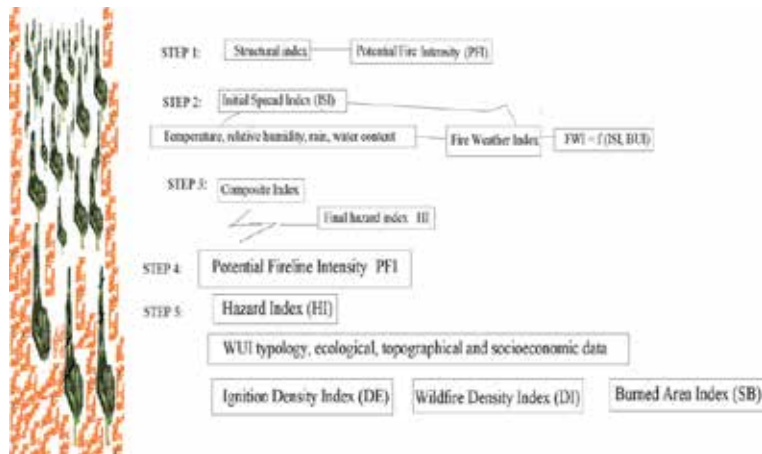 STEP 1: Structural index Potential Fire Intensity (PFI)
STEP 2: Initial Spread Index (ISI)
Temperature, relative humidity, rain, water content Fire Weather Index FWI = f (ISI, BUI)
STEP 3: Composite Index
Final hazard index HI
STEP 4: Potential Fireline Intensity PFI
STEP 5: Hazard Index (HI)
WUI typology, ecological, topographical and socioeconomic data
Ignition Density Index (DE) Wildfire Density Index (DI) Burned Area Index (SB)